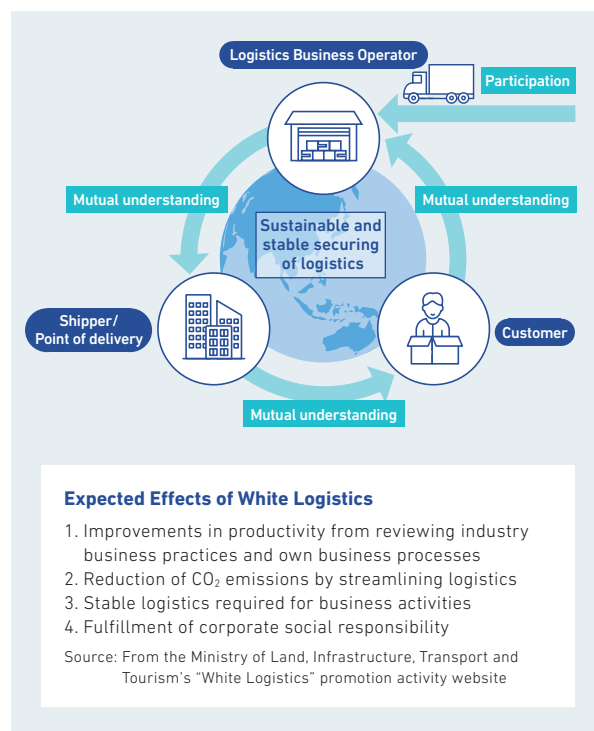 Logistics Business Operator
Participation
Mutual understanding
Mutual understanding
Sustainable and
stable securing
of logistics
Shipper/
Point of delivery
Customer
Mutual understanding
Expected Effects of White Logistics
1. Improvements in productivity from reviewing industry
business practices and own business processes
2. Reduction of CO₂ emissions by streamlining logistics
3. Stable logistics required for business activities
4. Fulfillment of corporate social responsibility
Source: From the Ministry of Land, Infrastructure, Transport and
Tourism’s “White Logistics” promotion activity website